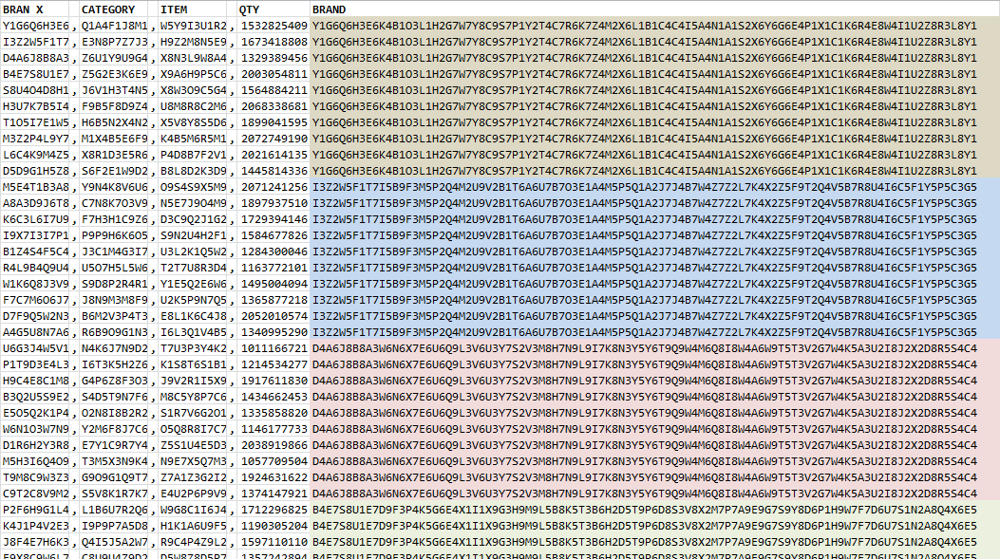 BRAN X CATEGORY ITEM QTY BRAND
Y1G6Q6H3E6 , Q1A4F1J8M1 , W5Y9I3U1R2 , 1532825409 Y1G6Q6H3E6K4B1O3L1H2G7W7Y8C9S7P1Y2T4C7R6K7Z4M2X6L1B1C4C4I5A4N1A1S2X6Y6G6E4P1X1C1K6R4E8W4I1U2Z8R3L8Y1
I3Z2W5F1T7 , E3N8P7Z7J3 , H9Z2M8N5E9 , 1673418808 Y1G6Q6H3E6K4B1O3L1H2G7W7Y8C9S7P1Y2T4C7R6K7Z4M2X6L1B1C4C4I5A4N1A1S2X6Y6G6E4P1X1C1K6R4E8W4I1U2Z8R3L8Y1
D4A6J8B8A3 , Z6U1Y9U9G4 , X8N3L9W8A4 , 1329389456 Y1G6Q6H3E6K4B1O3L1H2G7W7Y8C9S7P1Y2T4C7R6K7Z4M2X6L1B1C4C4I5A4N1A1S2X6Y6G6E4P1X1C1K6R4E8W4I1U2Z8R3L8Y1
B4E7S8U1E7 , Z5G2E3K6E9 , X9A6H9P5C6 , 2003054811 Y1G6Q6H3E6K4B1O3L1H2G7W7Y8C9S7P1Y2T4C7R6K7Z4M2X6L1B1C4C4I5A4N1A1S2X6Y6G6E4P1X1C1K6R4E8W4I1U2Z8R3L8Y1
S8U4O4D8H1 , J6V1H3T4N5 , X8W3O9C5G4 , 1564884211 Y1G6Q6H3E6K4B1O3L1H2G7W7Y8C9S7P1Y2T4C7R6K7Z4M2X6L1B1C4C4I5A4N1A1S2X6Y6G6E4P1X1C1K6R4E8W4I1U2Z8R3L8Y1
H3U7K7B5I4 , F9B5F8D9Z4 , U8M8R8C2M6 , 2068338681 Y1G6Q6H3E6K4B1O3L1H2G7W7Y8C9S7P1Y2T4C7R6K7Z4M2X6L1B1C4C4I5A4N1A1S2X6Y6G6E4P1X1C1K6R4E8W4I1U2Z8R3L8Y1
T1O5I7E1W5 , H6B5N2X4N2 , X5V8Y8S5D6 , 1899041595 Y1G6Q6H3E6K4B1O3L1H2G7W7Y8C9S7P1Y2T4C7R6K7Z4M2X6L1B1C4C4I5A4N1A1S2X6Y6G6E4P1X1C1K6R4E8W4I1U2Z8R3L8Y1
M3Z2P4L9Y7 , M1X4B5E6F9 , K4B5M6R5M1 , 2072749190 Y1G6Q6H3E6K4B1O3L1H2G7W7Y8C9S7P1Y2T4C7R6K7Z4M2X6L1B1C4C4I5A4N1A1S2X6Y6G6E4P1X1C1K6R4E8W4I1U2Z8R3L8Y1
L6C4K9M4Z5 , X8R1D3E5R6 , P4D8B7F2V1 , 2021614135 Y1G6Q6H3E6K4B1O3L1H2G7W7Y8C9S7P1Y2T4C7R6K7Z4M2X6L1B1C4C4I5A4N1A1S2X6Y6G6E4P1X1C1K6R4E8W4I1U2Z8R3L8Y1
D5D9G1H5Z8 , S6F2E1W9D2 , B8L8D2K3D9 , 1445814336 Y1G6Q6H3E6K4B1O3L1H2G7W7Y8C9S7P1Y2T4C7R6K7Z4M2X6L1B1C4C4I5A4N1A1S2X6Y6G6E4P1X1C1K6R4E8W4I1U2Z8R3L8Y1
M5E4T1B3A8 , Y9N4K8V6U6 , O9S4S9X5M9 , 2071241256 I3Z2W5F1T7I5B9F3M5P2Q4M2U9V2B1T6A6U7B7O3E1A4M5P5Q1A2J7J4B7W4Z7Z2L7K4X2Z5F9T2Q4V5B7R8U4I6C5F1Y5P5C3G5
A8A3D9J6T8 , C7N8K7O3V9 , N5E7J9O4M9 , 1897937510 I3Z2W5F1T7I5B9F3M5P2Q4M2U9V2B1T6A6U7B7O3E1A4M5P5Q1A2J7J4B7W4Z7Z2L7K4X2Z5F9T2Q4V5B7R8U4I6C5F1Y5P5C3G5
K6C3L6I7U9 , F7H3H1C9Z6 , D3C9Q2J1G2 , 1729394146 I3Z2W5F1T7I5B9F3M5P2Q4M2U9V2B1T6A6U7B7O3E1A4M5P5Q1A2J7J4B7W4Z7Z2L7K4X2Z5F9T2Q4V5B7R8U4I6C5F1Y5P5C3G5
I9X7I3I7P1 , P9P9H6K6O5 , S9N2U4H2F1 , 1584677826 I3Z2W5F1T7I5B9F3M5P2Q4M2U9V2B1T6A6U7B7O3E1A4M5P5Q1A2J7J4B7W4Z7Z2L7K4X2Z5F9T2Q4V5B7R8U4I6C5F1Y5P5C3G5
B1Z4S4F5C4 , J3C1M4G3I7 , U3L2K1Q5W2 , 1284300046 I3Z2W5F1T7I5B9F3M5P2Q4M2U9V2B1T6A6U7B7O3E1A4M5P5Q1A2J7J4B7W4Z7Z2L7K4X2Z5F9T2Q4V5B7R8U4I6C5F1Y5P5C3G5
R4L9B4Q9U4 , U5O7H5L5W6 , T2T7U8R3D4 , 1163772101 I3Z2W5F1T7I5B9F3M5P2Q4M2U9V2B1T6A6U7B7O3E1A4M5P5Q1A2J7J4B7W4Z7Z2L7K4X2Z5F9T2Q4V5B7R8U4I6C5F1Y5P5C3G5
W1K6Q8J3V9 , S9D8P2R4R1 , Y1E5Q2E6W6 , 1495004094 I3Z2W5F1T7I5B9F3M5P2Q4M2U9V2B1T6A6U7B7O3E1A4M5P5Q1A2J7J4B7W4Z7Z2L7K4X2Z5F9T2Q4V5B7R8U4I6C5F1Y5P5C3G5
F7C7M6O6J7 , J8N9M3M8F9 , U2K5P9N7Q5 , 1365877218 I3Z2W5F1T7I5B9F3M5P2Q4M2U9V2B1T6A6U7B7O3E1A4M5P5Q1A2J7J4B7W4Z7Z2L7K4X2Z5F9T2Q4V5B7R8U4I6C5F1Y5P5C3G5
D7F9Q5W2N3 , B6M2V3P4T3 , E8L1K6C4J8 , 2052010574 I3Z2W5F1T7I5B9F3M5P2Q4M2U9V2B1T6A6U7B7O3E1A4M5P5Q1A2J7J4B7W4Z7Z2L7K4X2Z5F9T2Q4V5B7R8U4I6C5F1Y5P5C3G5
A4G5U8N7A6 , R6B9O9G1N3 , I6L3Q1V4B5 , 1340995290 I3Z2W5F1T7I5B9F3M5P2Q4M2U9V2B1T6A6U7B7O3E1A4M5P5Q1A2J7J4B7W4Z7Z2L7K4X2Z5F9T2Q4V5B7R8U4I6C5F1Y5P5C3G5
U6G3J4W5V1 , N4K6J7N9D2 , T7U3P3Y4K2 , 1011166721 D4A6J8B8A3W6N6X7E6U6Q9L3V6U3Y7S2V3M8H7N9L9I7K8N3Y5Y6T9Q9W4M6Q8I8W4A6W9T5T3V2G7W4K5A3U2I8J2X2D8R5S4C4
P1T9D3E4L3 , I6T3K5H2Z6 , K1S8T6S1B1 , 1214534277 D4A6J8B8A3W6N6X7E6U6Q9L3V6U3Y7S2V3M8H7N9L9I7K8N3Y5Y6T9Q9W4M6Q8I8W4A6W9T5T3V2G7W4K5A3U2I8J2X2D8R5S4C4
H9C4E8C1M8 , G4P6Z8F3O3 , J9V2R1I5X9 , 1917611830 D4A6J8B8A3W6N6X7E6U6Q9L3V6U3Y7S2V3M8H7N9L9I7K8N3Y5Y6T9Q9W4M6Q8I8W4A6W9T5T3V2G7W4K5A3U2I8J2X2D8R5S4C4
B3Q2U5S9E2 , S4D5T9N7F6 , M8C5Y8P7C6 , 1434662453 D4A6J8B8A3W6N6X7E6U6Q9L3V6U3Y7S2V3M8H7N9L9I7K8N3Y5Y6T9Q9W4M6Q8I8W4A6W9T5T3V2G7W4K5A3U2I8J2X2D8R5S4C4
E5O5Q2K1P4 , O2N8I8B2R2 , S1R7V6G2O1 , 1335858820 D4A6J8B8A3W6N6X7E6U6Q9L3V6U3Y7S2V3M8H7N9L9I7K8N3Y5Y6T9Q9W4M6Q8I8W4A6W9T5T3V2G7W4K5A3U2I8J2X2D8R5S4C4
W6N1O3W7N9 , Y2M6F8J7C6 , O5Q8R8I7C7 , 1146177733 D4A6J8B8A3W6N6X7E6U6Q9L3V6U3Y7S2V3M8H7N9L9I7K8N3Y5Y6T9Q9W4M6Q8I8W4A6W9T5T3V2G7W4K5A3U2I8J2X2D8R5S4C4
D1R6H2Y3R8 , E7Y1C9R7Y4 , Z5S1U4E5D3 , 2038919866 D4A6J8B8A3W6N6X7E6U6Q9L3V6U3Y7S2V3M8H7N9L9I7K8N3Y5Y6T9Q9W4M6Q8I8W4A6W9T5T3V2G7W4K5A3U2I8J2X2D8R5S4C4
M5H3I6Q4O9 , T3M5X3N9K4 , N9E7X5Q7M3 , 1057709504 D4A6J8B8A3W6N6X7E6U6Q9L3V6U3Y7S2V3M8H7N9L9I7K8N3Y5Y6T9Q9W4M6Q8I8W4A6W9T5T3V2G7W4K5A3U2I8J2X2D8R5S4C4
T9M8C9W3Z3 , G9O9G1Q9T7 , Z7A1Z3G2I2 , 1924631622 D4A6J8B8A3W6N6X7E6U6Q9L3V6U3Y7S2V3M8H7N9L9I7K8N3Y5Y6T9Q9W4M6Q8I8W4A6W9T5T3V2G7W4K5A3U2I8J2X2D8R5S4C4
C9T2C8V9M2 , S5V8K1R7K7 , E4U2P6P9V9 , 1374147921 D4A6J8B8A3W6N6X7E6U6Q9L3V6U3Y7S2V3M8H7N9L9I7K8N3Y5Y6T9Q9W4M6Q8I8W4A6W9T5T3V2G7W4K5A3U2I8J2X2D8R5S4C4
P2F6H9G1L4 , L1B6U7R2Q6 , W9G8C1I6J4 , 1712296825 B4E7S8U1E7D9F3P4K5G6E4X1I1X9G3H9M9L5B8K5T3B6H2D5T9P6D8S3V8X2M7P7A9E9G7S9Y8D6P1H9W7F7D6U7S1N2A8Q4X6E5
K4J1P4V2E3 , I9P9P7A5D8 , H1K1A6U9F5 , 1190305204 B4E7S8U1E7D9F3P4K5G6E4X1I1X9G3H9M9L5B8K5T3B6H2D5T9P6D8S3V8X2M7P7A9E9G7S9Y8D6P1H9W7F7D6U7S1N2A8Q4X6E5
J8F4E7H6K3 , Q4I5J5A2W7 , R9C4P4Z9L2 , 1597110110 B4E7S8U1E7D9F3P4K5G6E4X1I1X9G3H9M9L5B8K5T3B6H2D5T9P6D8S3V8X2M7P7A9E9G7S9Y8D6P1H9W7F7D6U7S1N2A8Q4X6E5